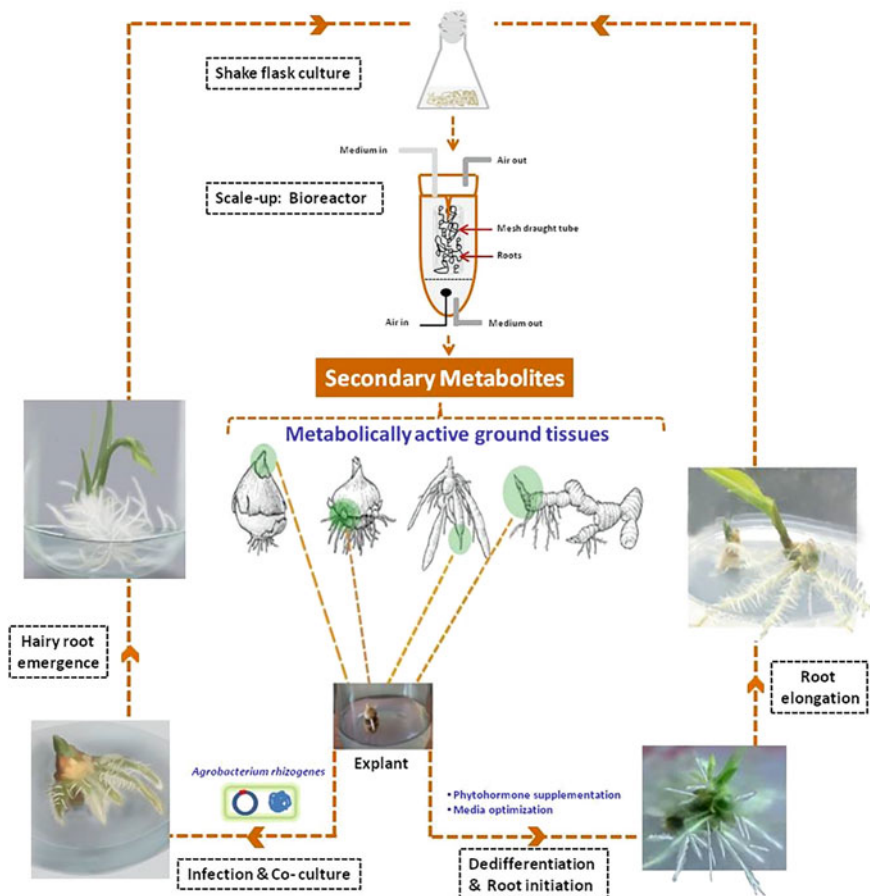 Shake flask culture
Medium in
Air out
Scale-up: Bioreactor
Mesh draught tube
Roots
Air in
Medium out
Secondary Metabolites
Metabolically active ground tissues
Hairy root
emergence
Root
elongation
Explant
Agrobacterium rhizogenes
• Phytohormone supplementation
• Media optimization
Infection & Co- culture
Dedifferentiation
& Root initiation